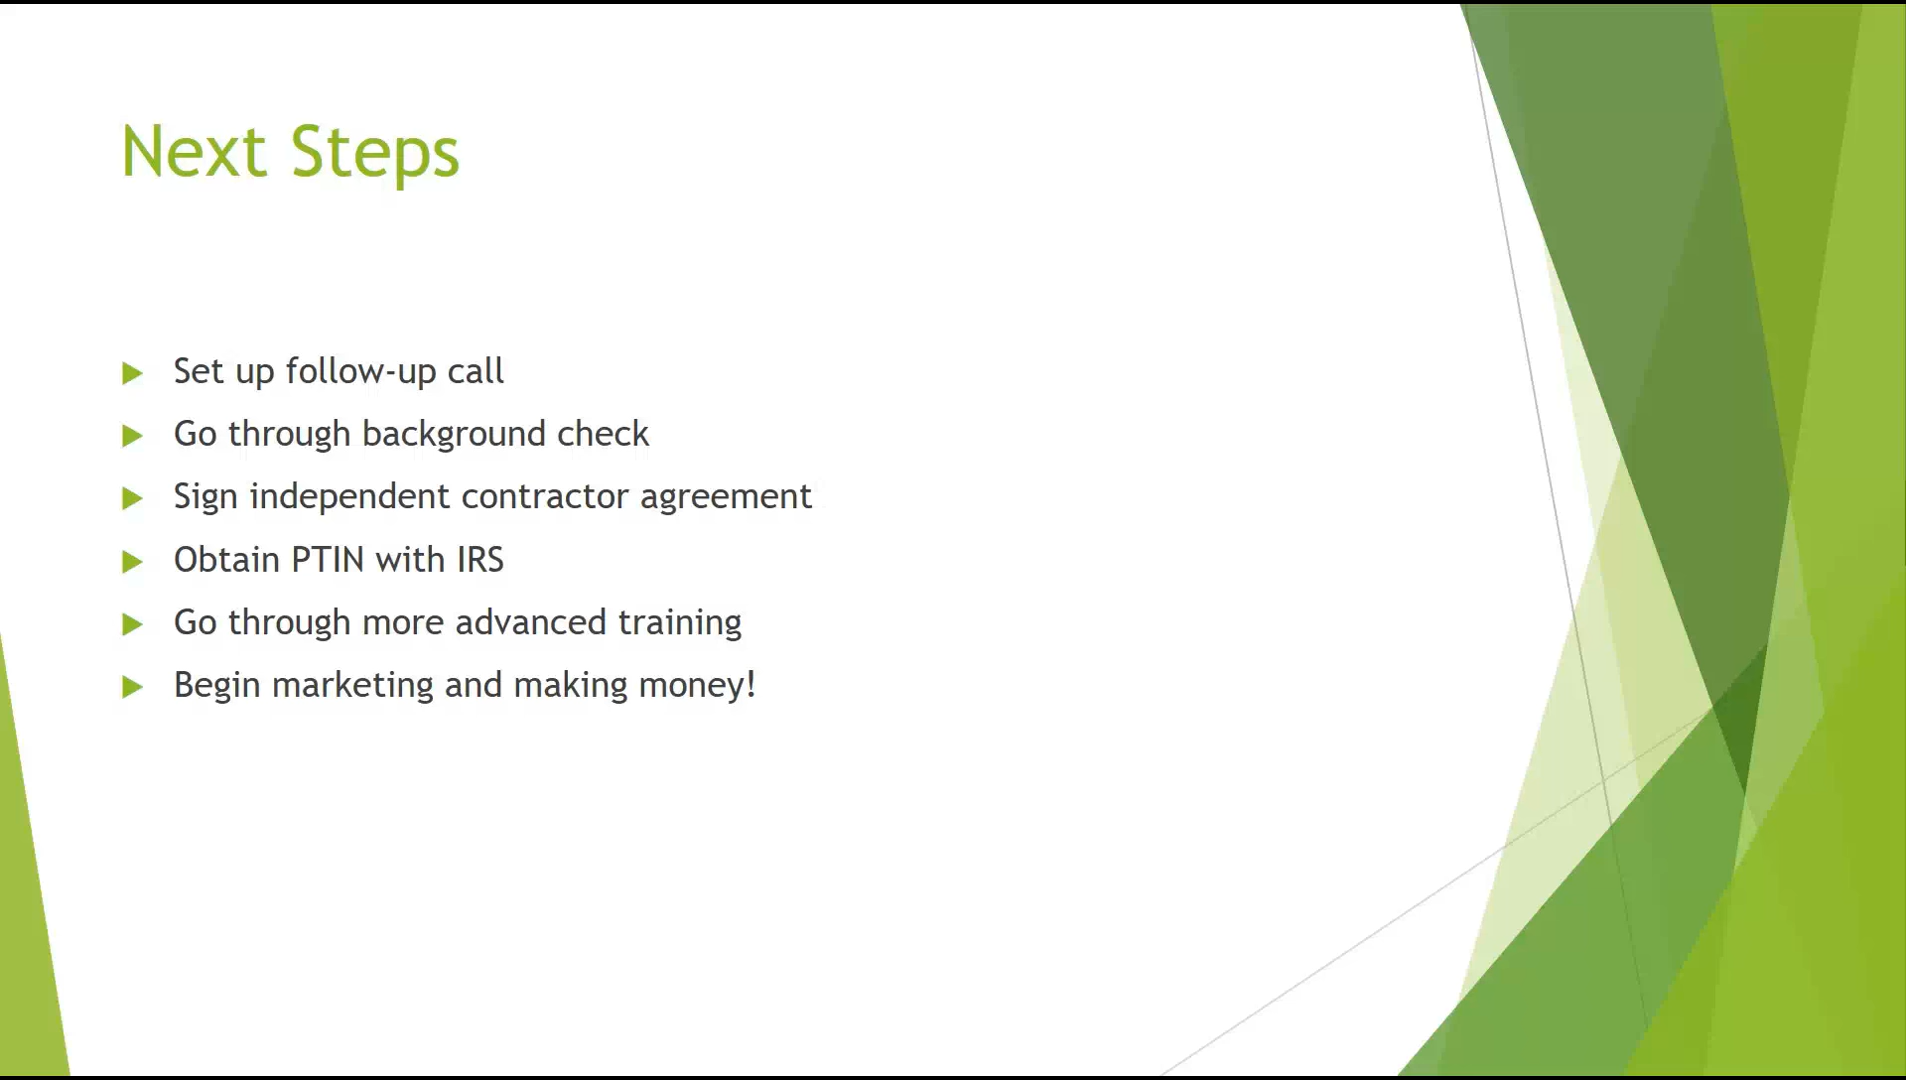 Next Steps
Set up follow-up call
Go through background check
Sign independent contractor agreement
Obtain PTIN with IRS
Go through more advanced training
Begin marketing and making money!